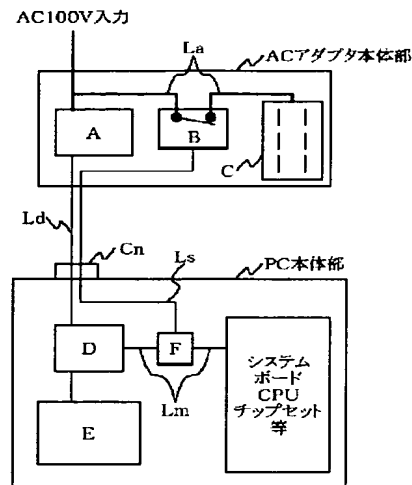 AC100V入力
La
ACアダプタ本体部
A
B
C
Ld
Cn
Ls
PC本体部
D
F
E
Lm
システム
ボード
CPU
チップセット
等